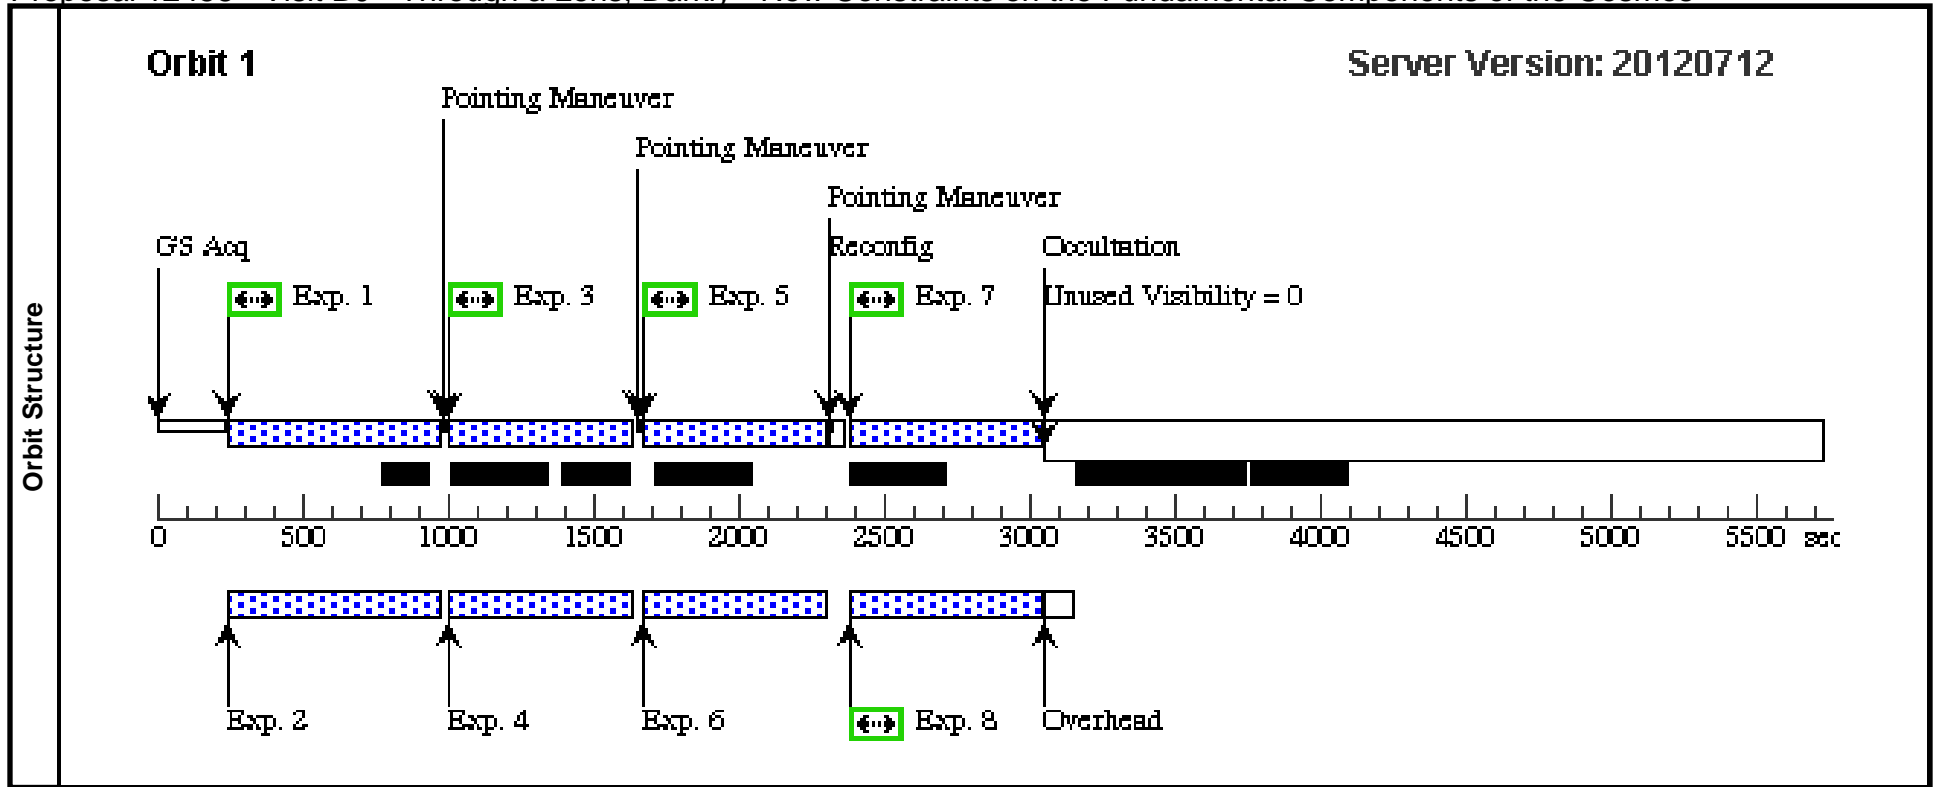 Orbit Structure
Orbit 1
Server Version: 20120712
Pointing Maneuver
Pointing Maneuver
Pointing Maneuver
GS Acq
Reconfig
Occultation
Exp. 1
Exp. 3
Exp. 5
Exp. 7
Unused Visibility = 0
0 500 1000 1500 2000 2500 3000 3500 4000 4500 5000 5500 sec
Exp. 2
Exp. 4
Exp. 6
Exp. 8
Overhead